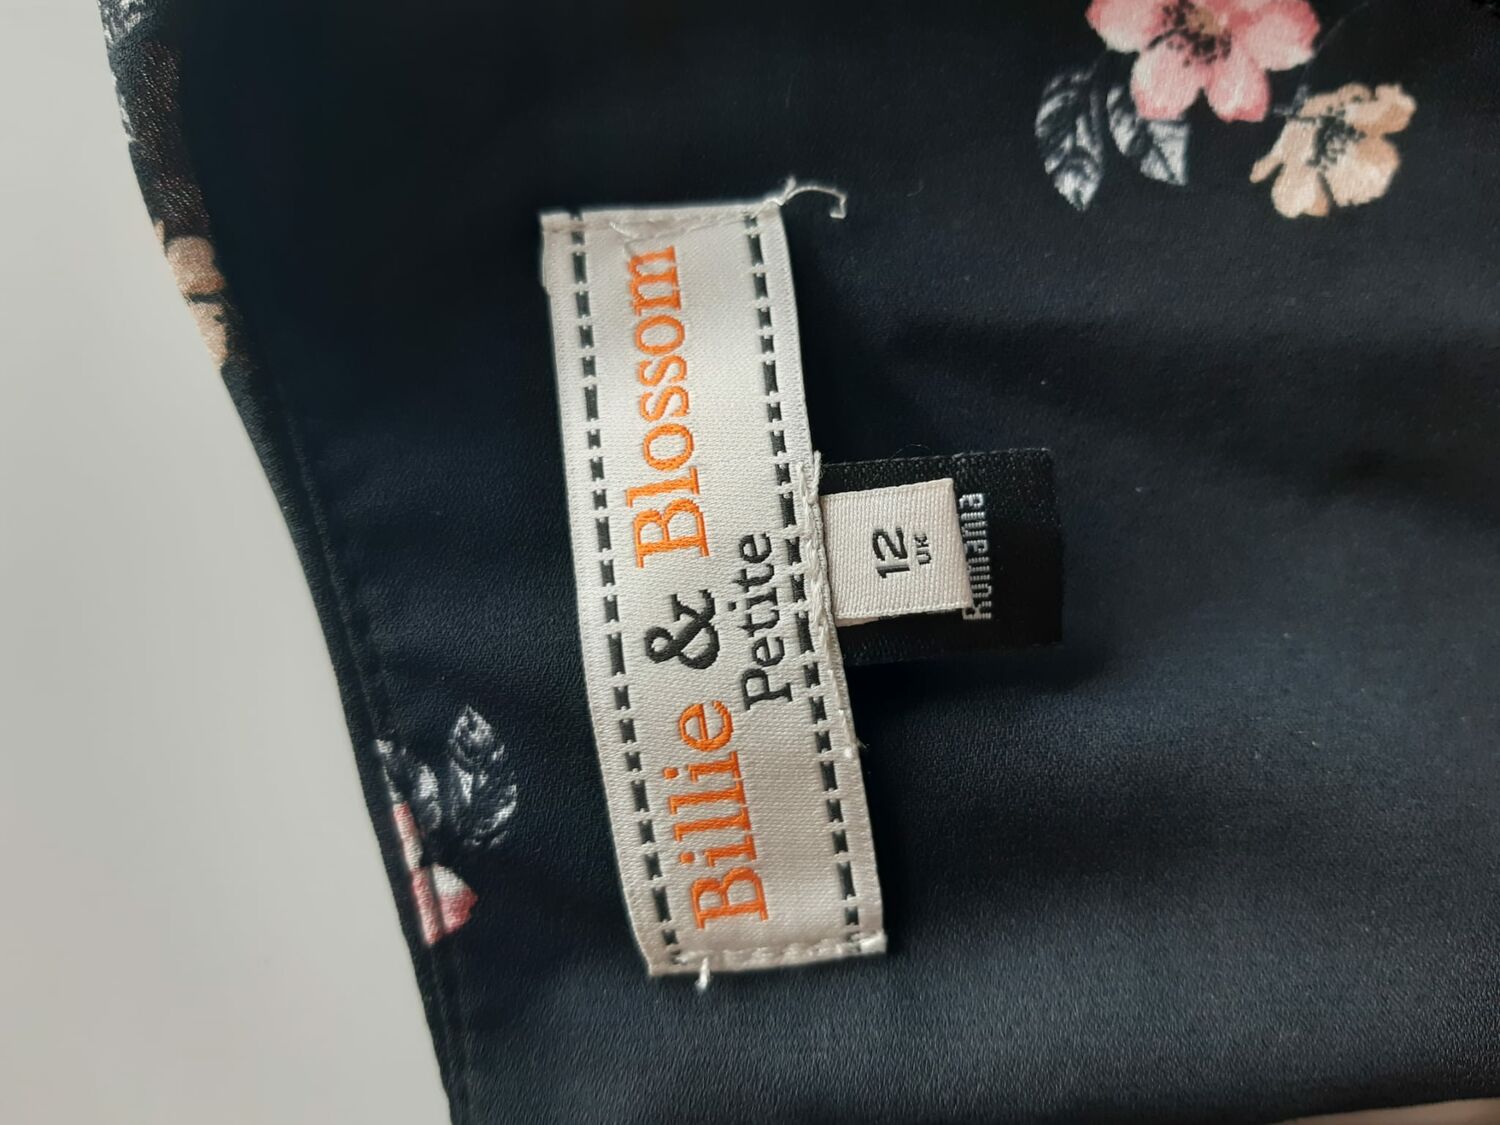 Billie & Blossom
Petite
12
UK
Romania